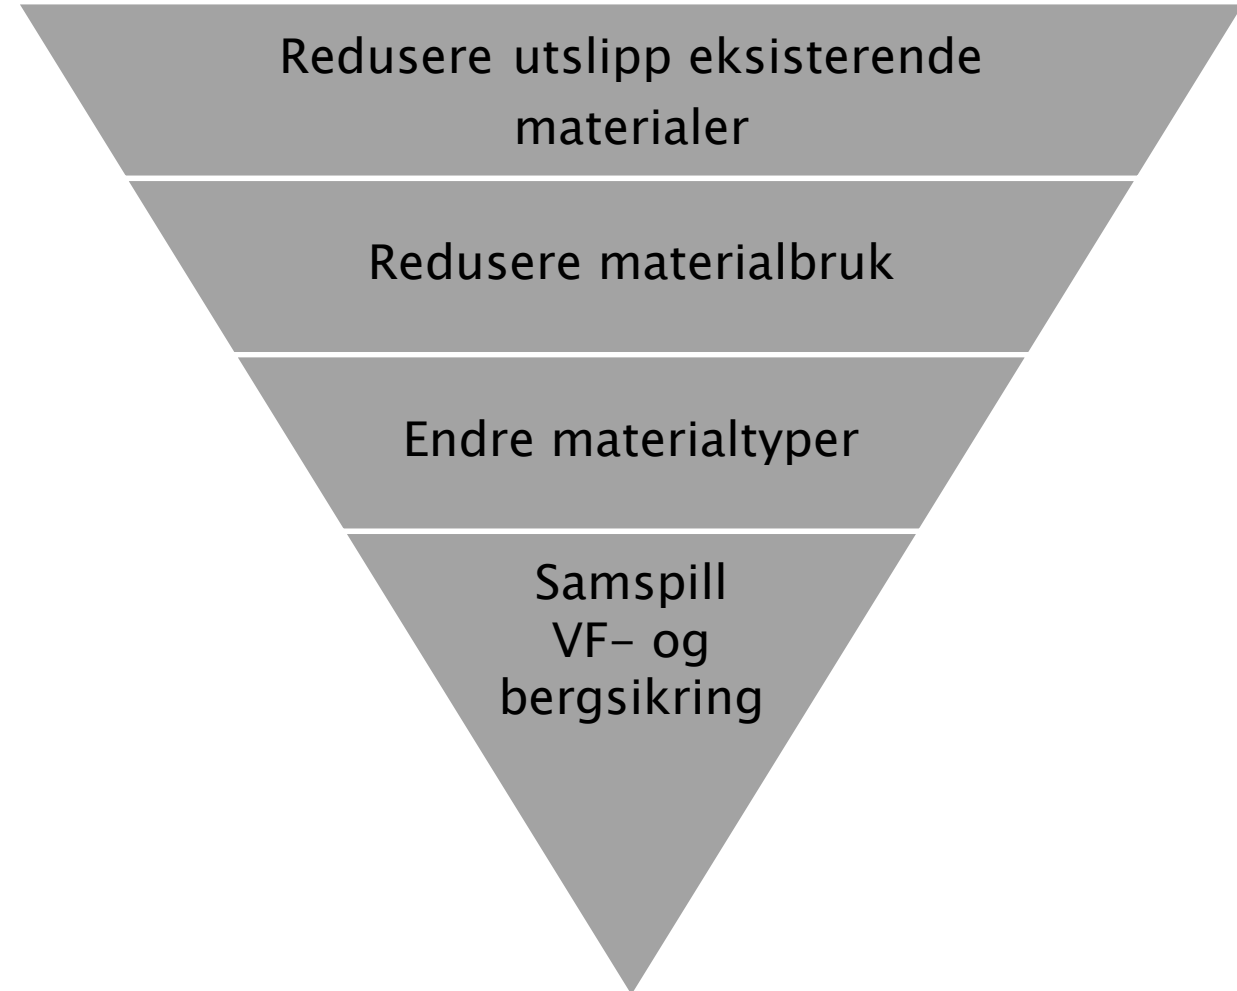 Redusere utslipp eksisterende
materialer
Redusere materialbruk
Endre materialtyper
Samspill
VF– og
bergsikring